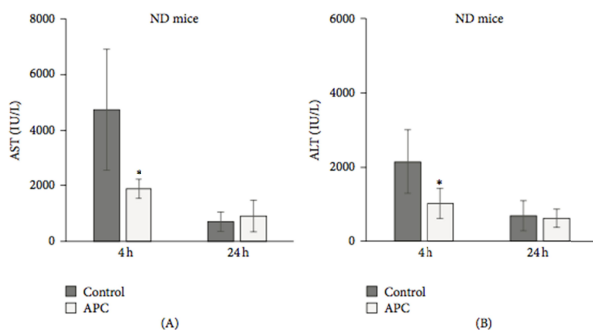 ND mice
8000
6000
4000
2000
0
AST (IU/L)
*
4 h
24 h
Control
APC
(A)
ND mice
6000
4000
2000
0
ALT (IU/L)
*
4 h
24 h
Control
APC
(B)